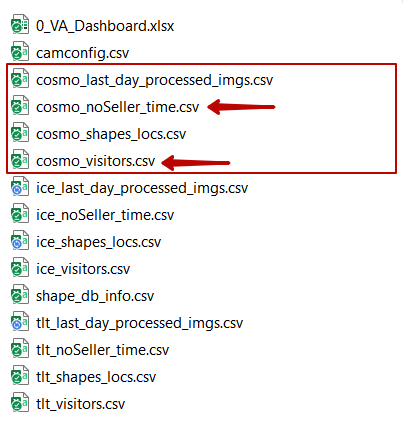 0_VA_Dashboard.xlsx
camconfig.csv
cosmo_last_day_processed_imgs.csv
cosmo_noSeller_time.csv
cosmo_shapes_locs.csv
cosmo_visitors.csv
ice_last_day_processed_imgs.csv
ice_noSeller_time.csv
ice_shapes_locs.csv
ice_visitors.csv
shape_db_info.csv
tlt_last_day_processed_imgs.csv
tlt_noSeller_time.csv
tlt_shapes_locs.csv
tlt_visitors.csv